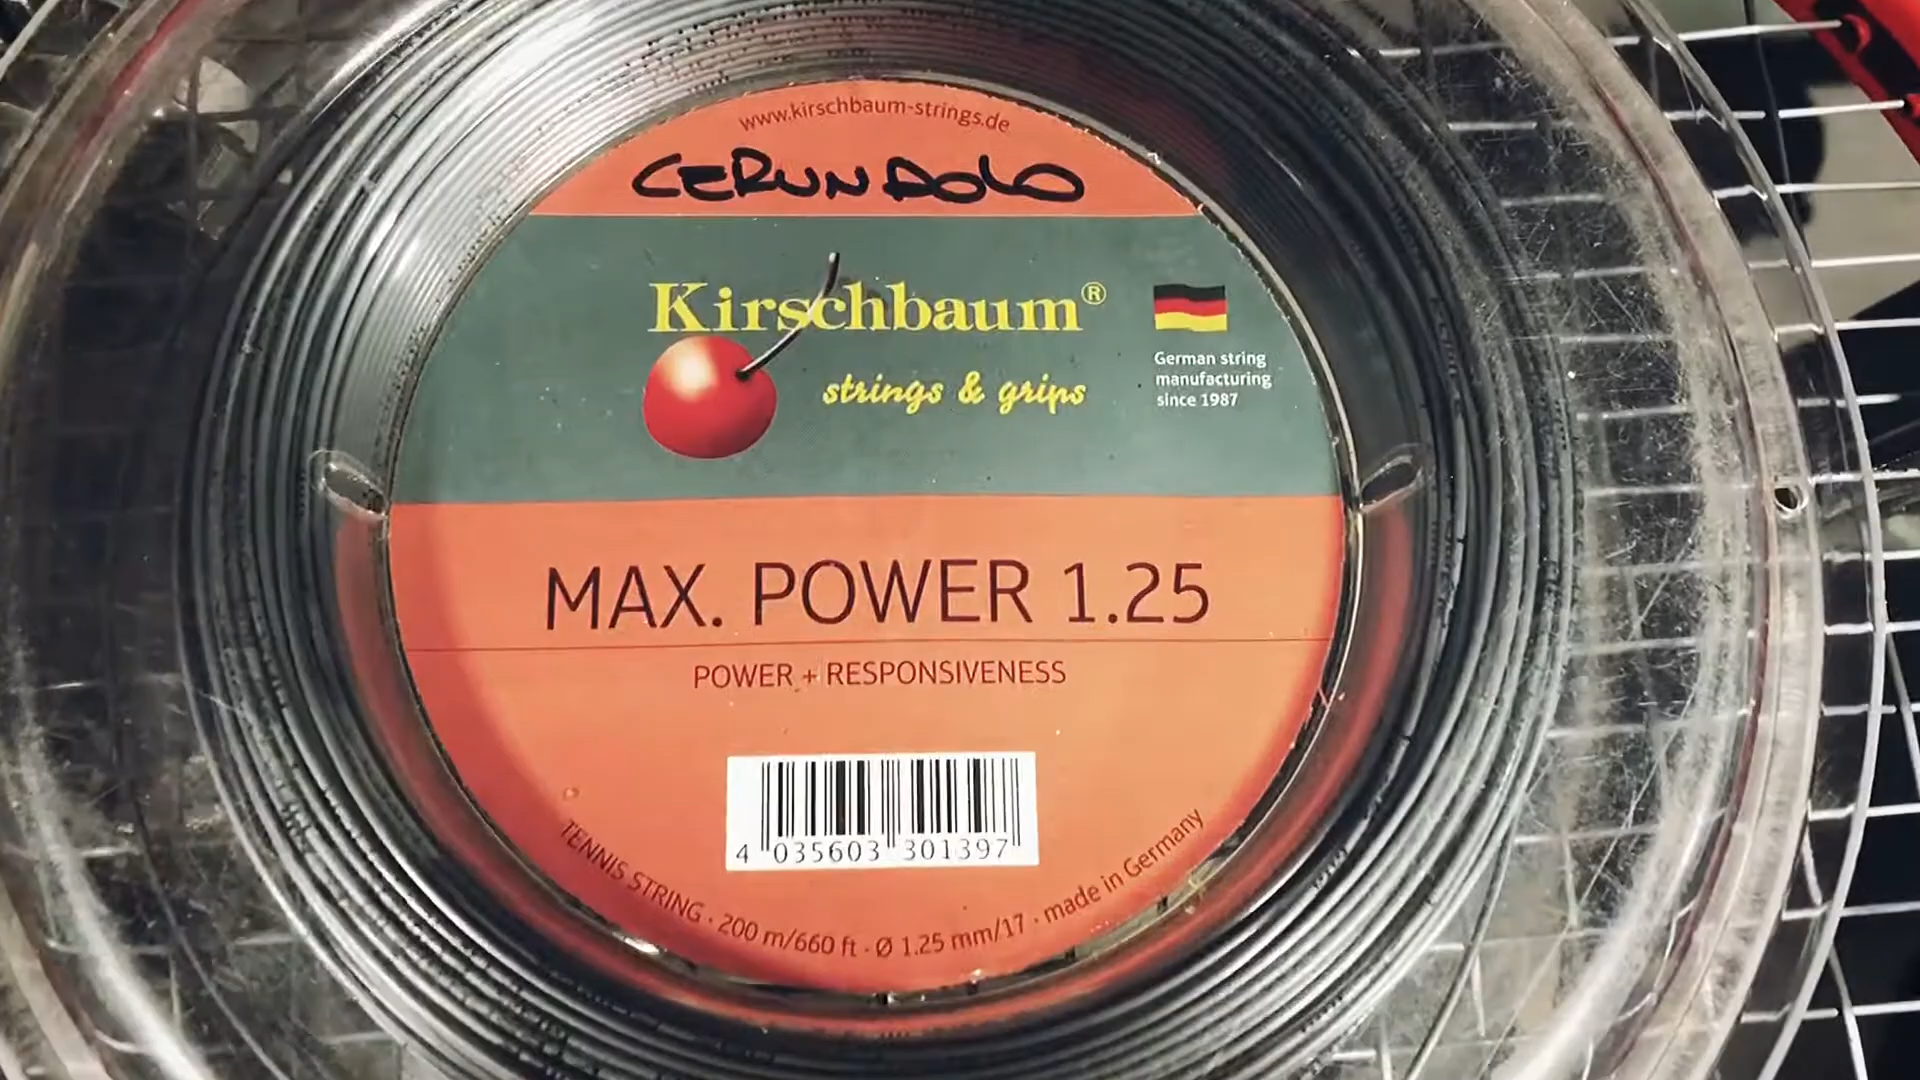 www.kirschbaum-strings.de
CERUNDOLO
Kirschbaum®
strings & grips
German string
manufacturing
since 1987
MAX. POWER 1.25
POWER + RESPONSIVENESS
4 035603 301397
TENNIS STRING · 200 m/660 ft · Ø 1.25 mm/17 · made in Germany